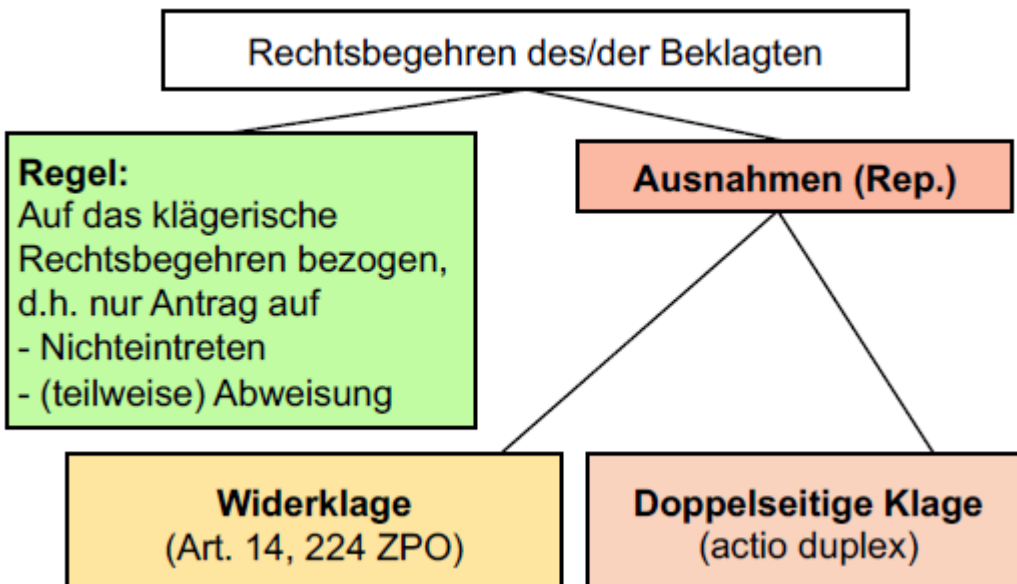 Rechtsbegehren des/der Beklagten
Regel:
Auf das klägerische
Rechtsbegehren bezogen,
d.h. nur Antrag auf
- Nichteintreten
- (teilweise) Abweisung
Ausnahmen (Rep.)
Widerklage
(Art. 14, 224 ZPO)
Doppelseitige Klage
(actio duplex)